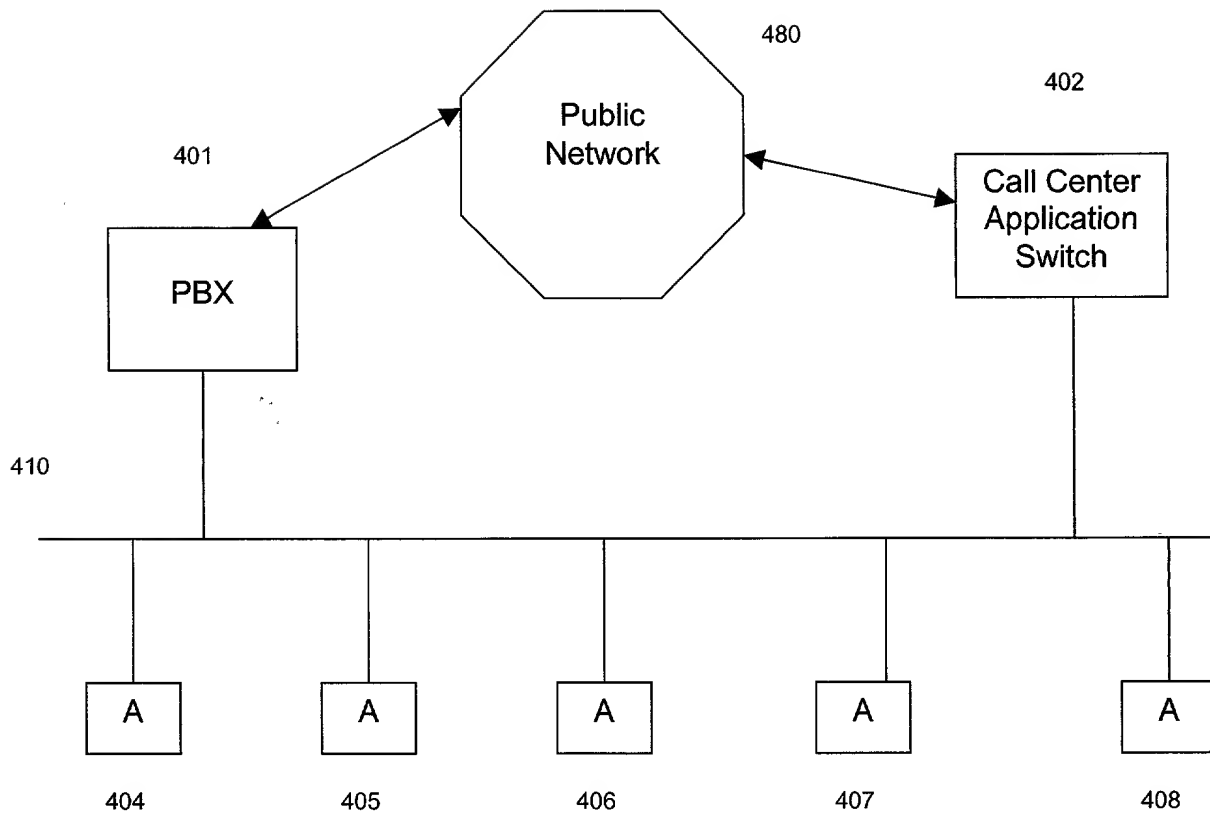 480
402
Public
Network
401
Call Center
Application
Switch
PBX
410
A A A A A
404 405 406 407 408